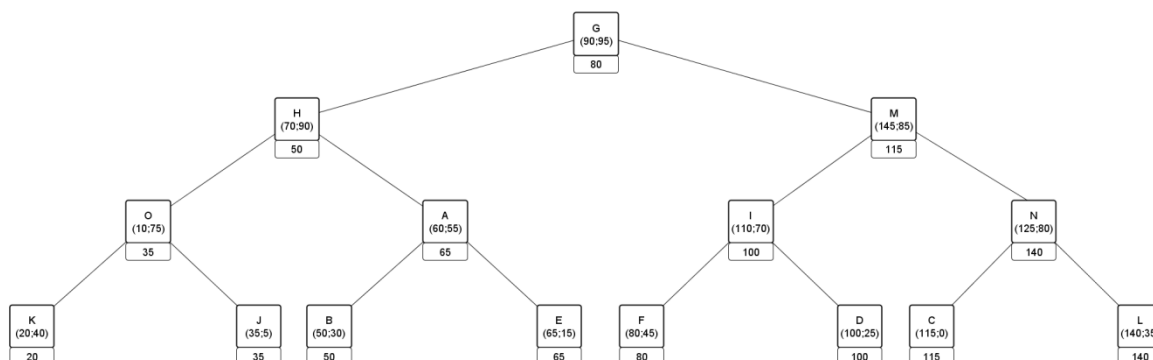 G
(90;95)
80
H
(70;90)
50
M
(145;85)
115
O
(10;75)
35
A
(60;55)
65
I
(110;70)
100
N
(125;80)
140
K
(20;40)
20
J
(35;5)
35
B
(50;30)
50
E
(65;15)
65
F
(80;45)
80
D
(100;25)
100
C
(115;0)
115
L
(140;35
140